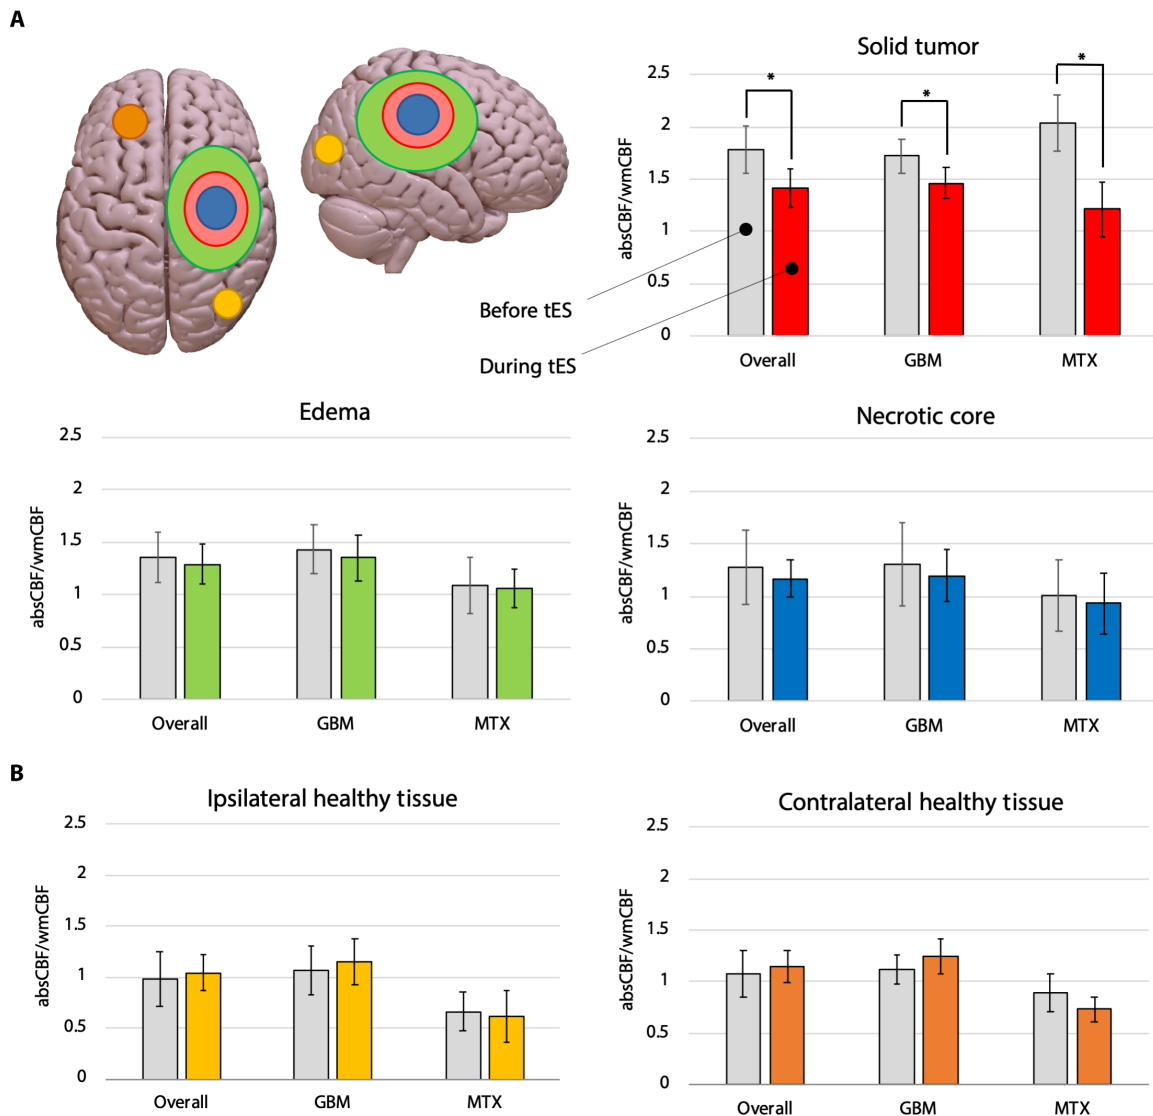 A
Solid tumor
*
*
*
2.5
2
1.5
1
0.5
0
absCBF/wmCBF
Before tES
During tES
Overall
GBM
MTX
Edema
2.5
2
1.5
1
0.5
0
absCBF/wmCBF
Overall
GBM
MTX
Necrotic core
2.5
2
1.5
1
0.5
0
absCBF/wmCBF
Overall
GBM
MTX
B
Ipsilateral healthy tissue
2.5
2
1.5
1
0.5
0
absCBF/wmCBF
Overall
GBM
MTX
Contralateral healthy tissue
2.5
2
1.5
1
0.5
0
absCBF/wmCBF
Overall
GBM
MTX